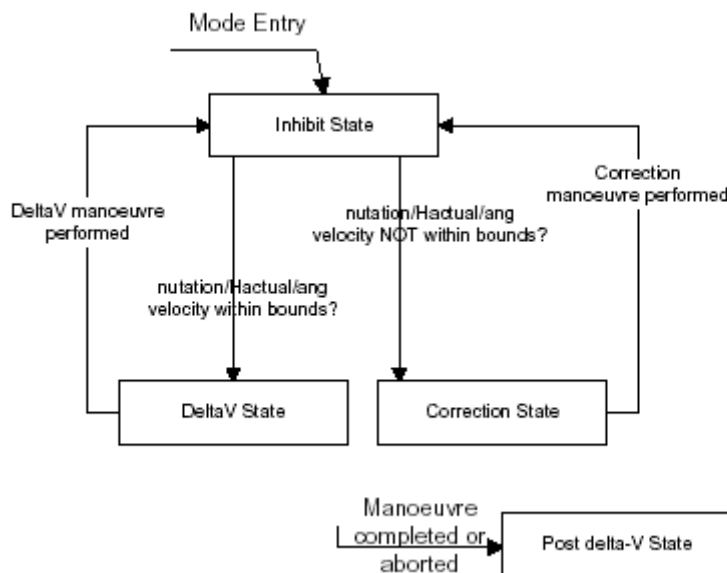 Mode Entry
Inhibit State
DeltaV manoeuvre
performed
Correction
manoeuvre performed
nutation/Hactual/ang
velocity NOT within bounds?
nutation/Hactual/ang
velocity within bounds?
DeltaV State
Correction State
Manoeuvre
completed or
aborted
Post delta-V State